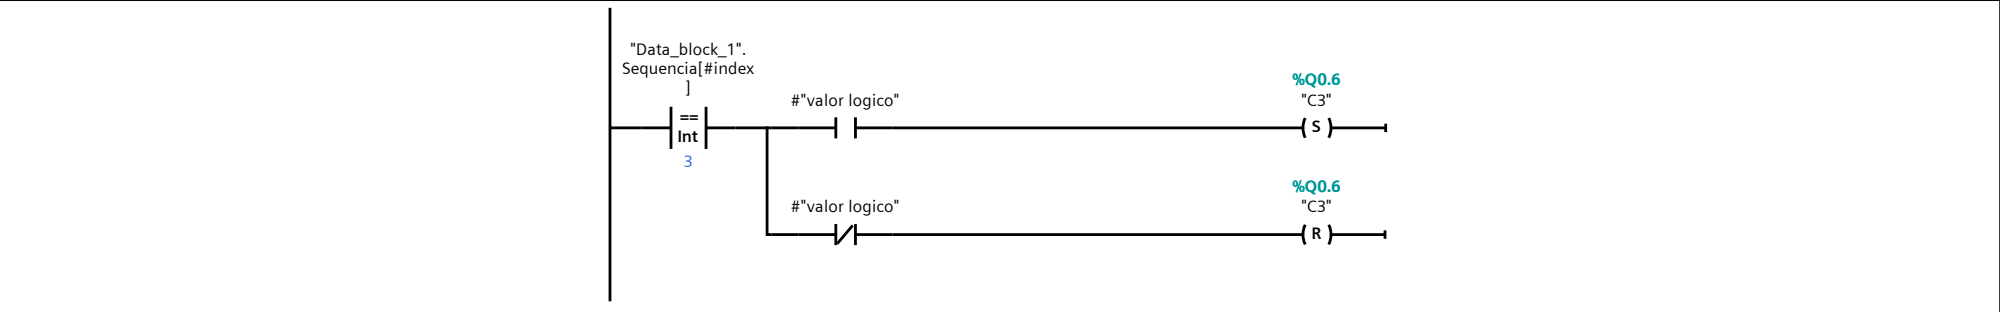 "Data_block_1".
Sequencia[#index
]
==
Int
3
#"valor logico"
%Q0.6
"C3"
S
#"valor logico"
%Q0.6
"C3"
R